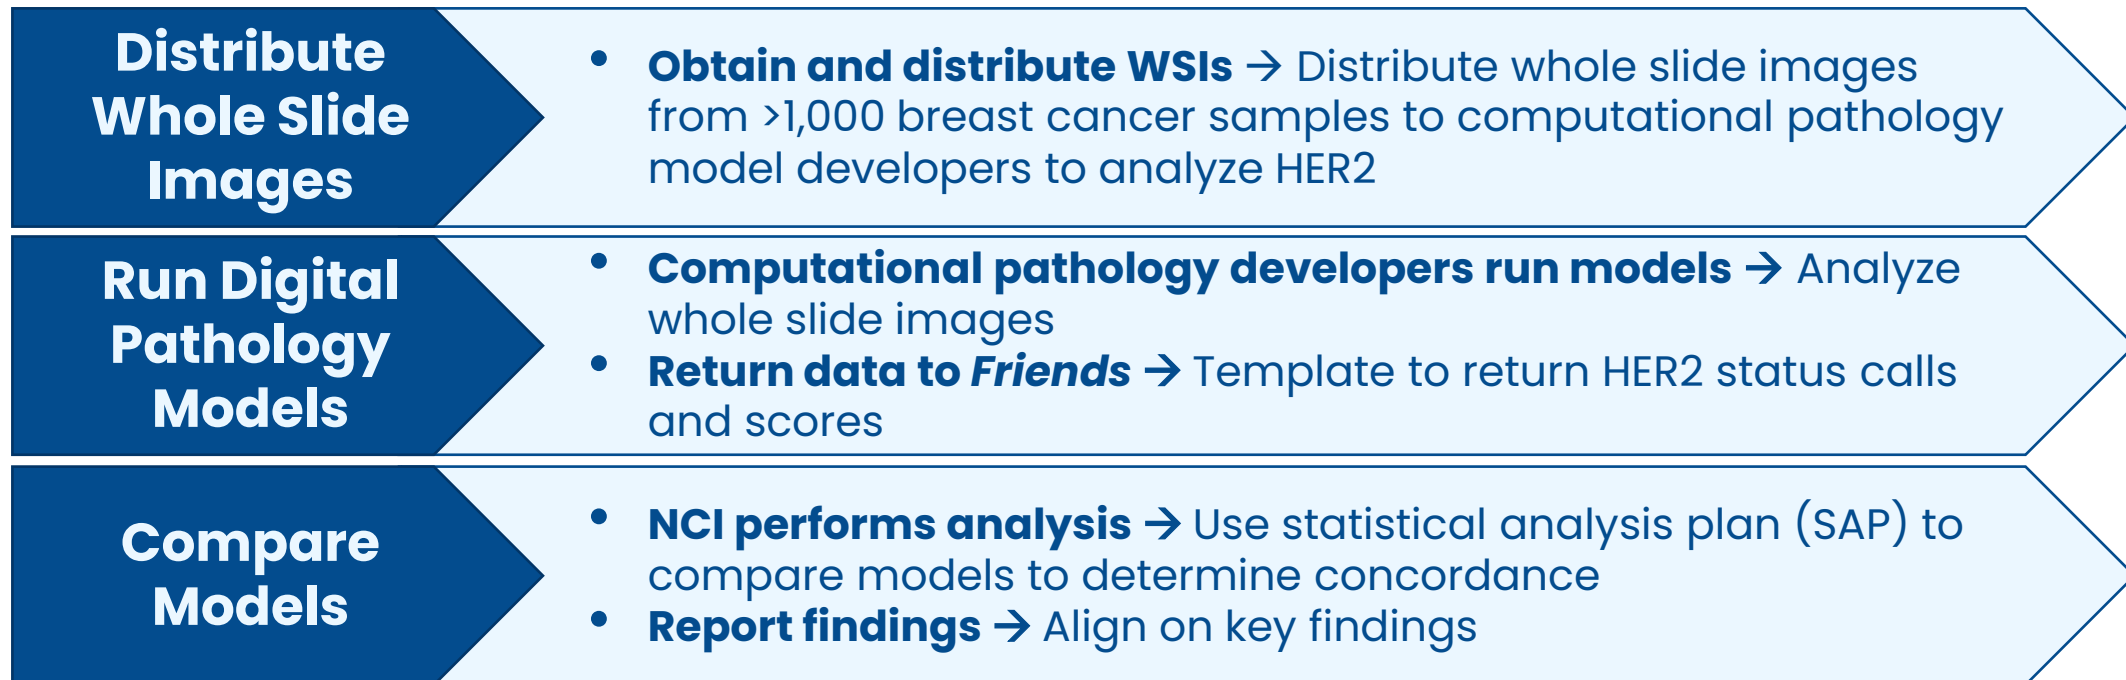 Distribute
Whole Slide
Images
• Obtain and distribute WSIs → Distribute whole slide images
from >1,000 breast cancer samples to computational pathology
model developers to analyze HER2
Run Digital
Pathology
Models
• Computational pathology developers run models → Analyze
whole slide images
• Return data to Friends → Template to return HER2 status calls
and scores
Compare
Models
• NCI performs analysis → Use statistical analysis plan (SAP) to
compare models to determine concordance
• Report findings → Align on key findings